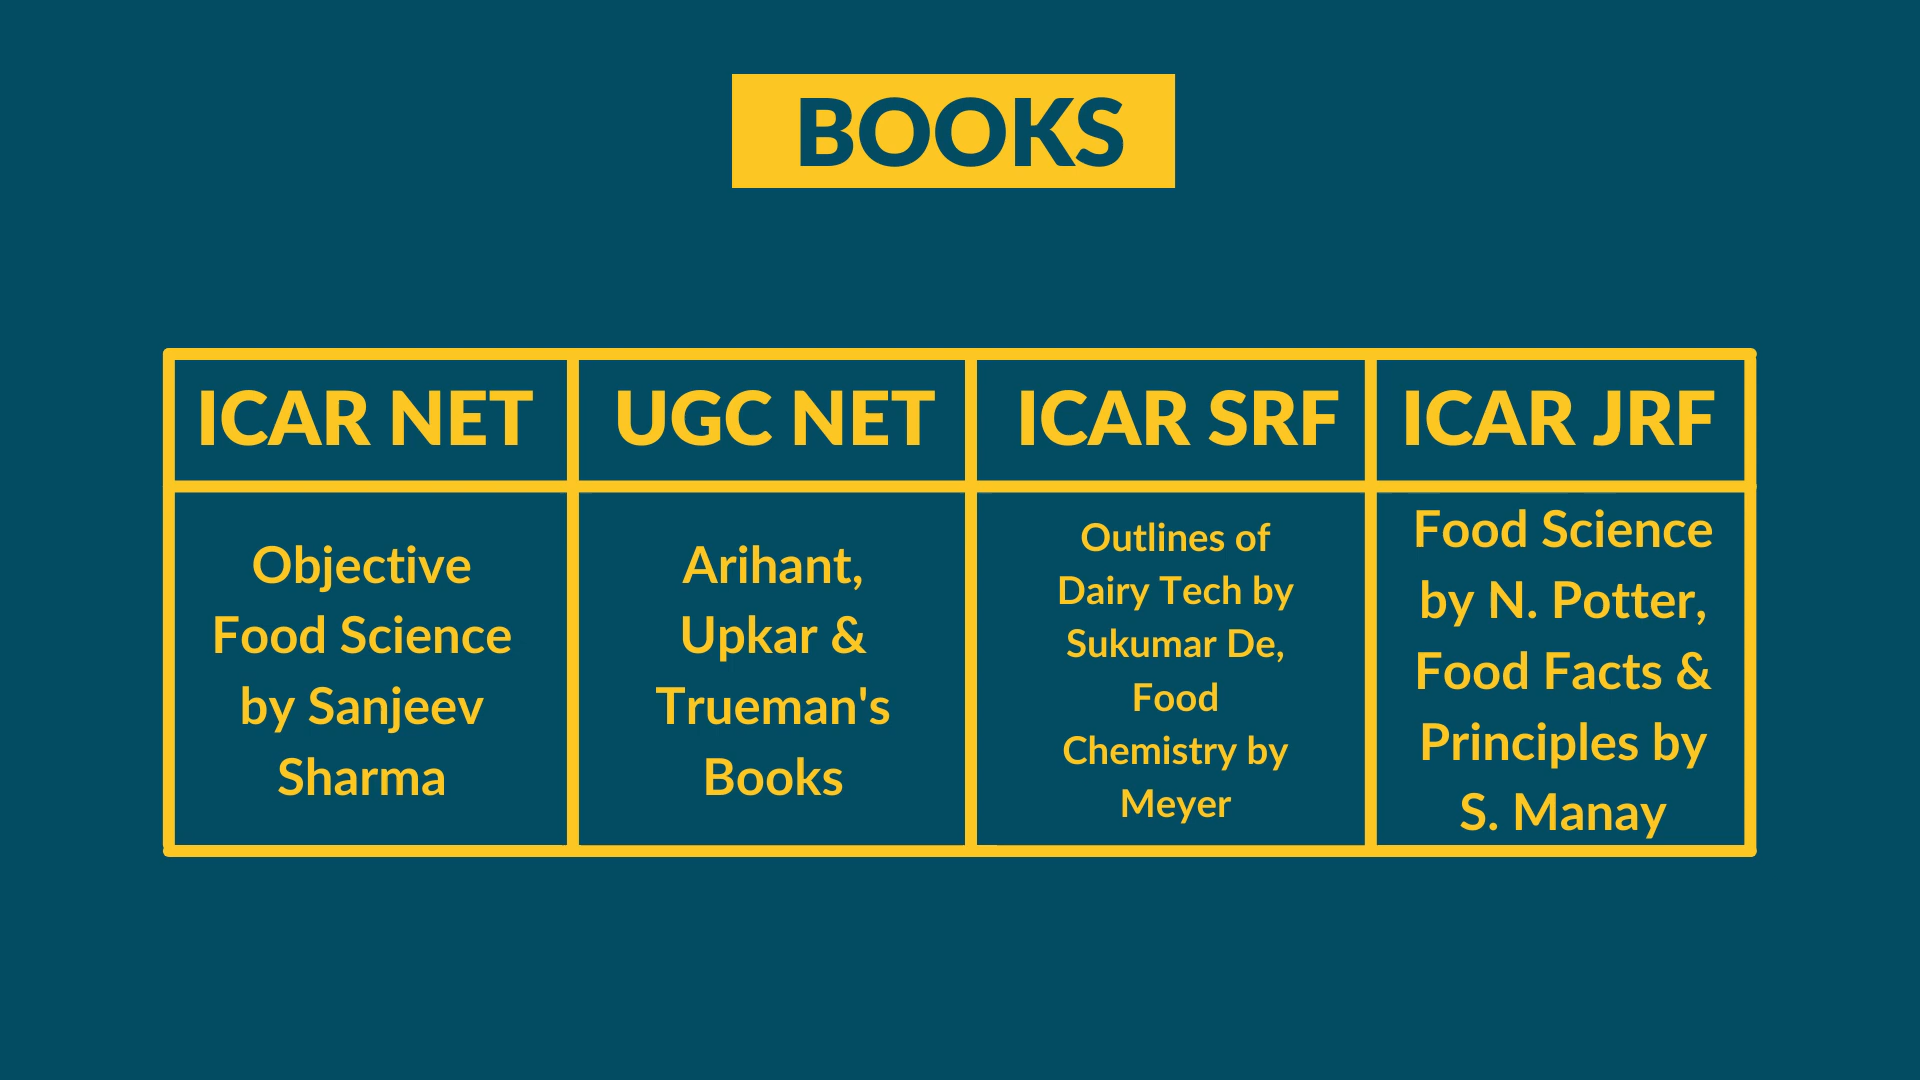 BOOKS
ICAR NET
UGC NET
ICAR SRF
ICAR JRF
Objective
Food Science
by Sanjeev
Sharma
Arihant,
Upkar &
Trueman's
Books
Outlines of
Dairy Tech by
Sukumar De,
Food
Chemistry by
Meyer
Food Science
by N. Potter,
Food Facts &
Principles by
S. Manay